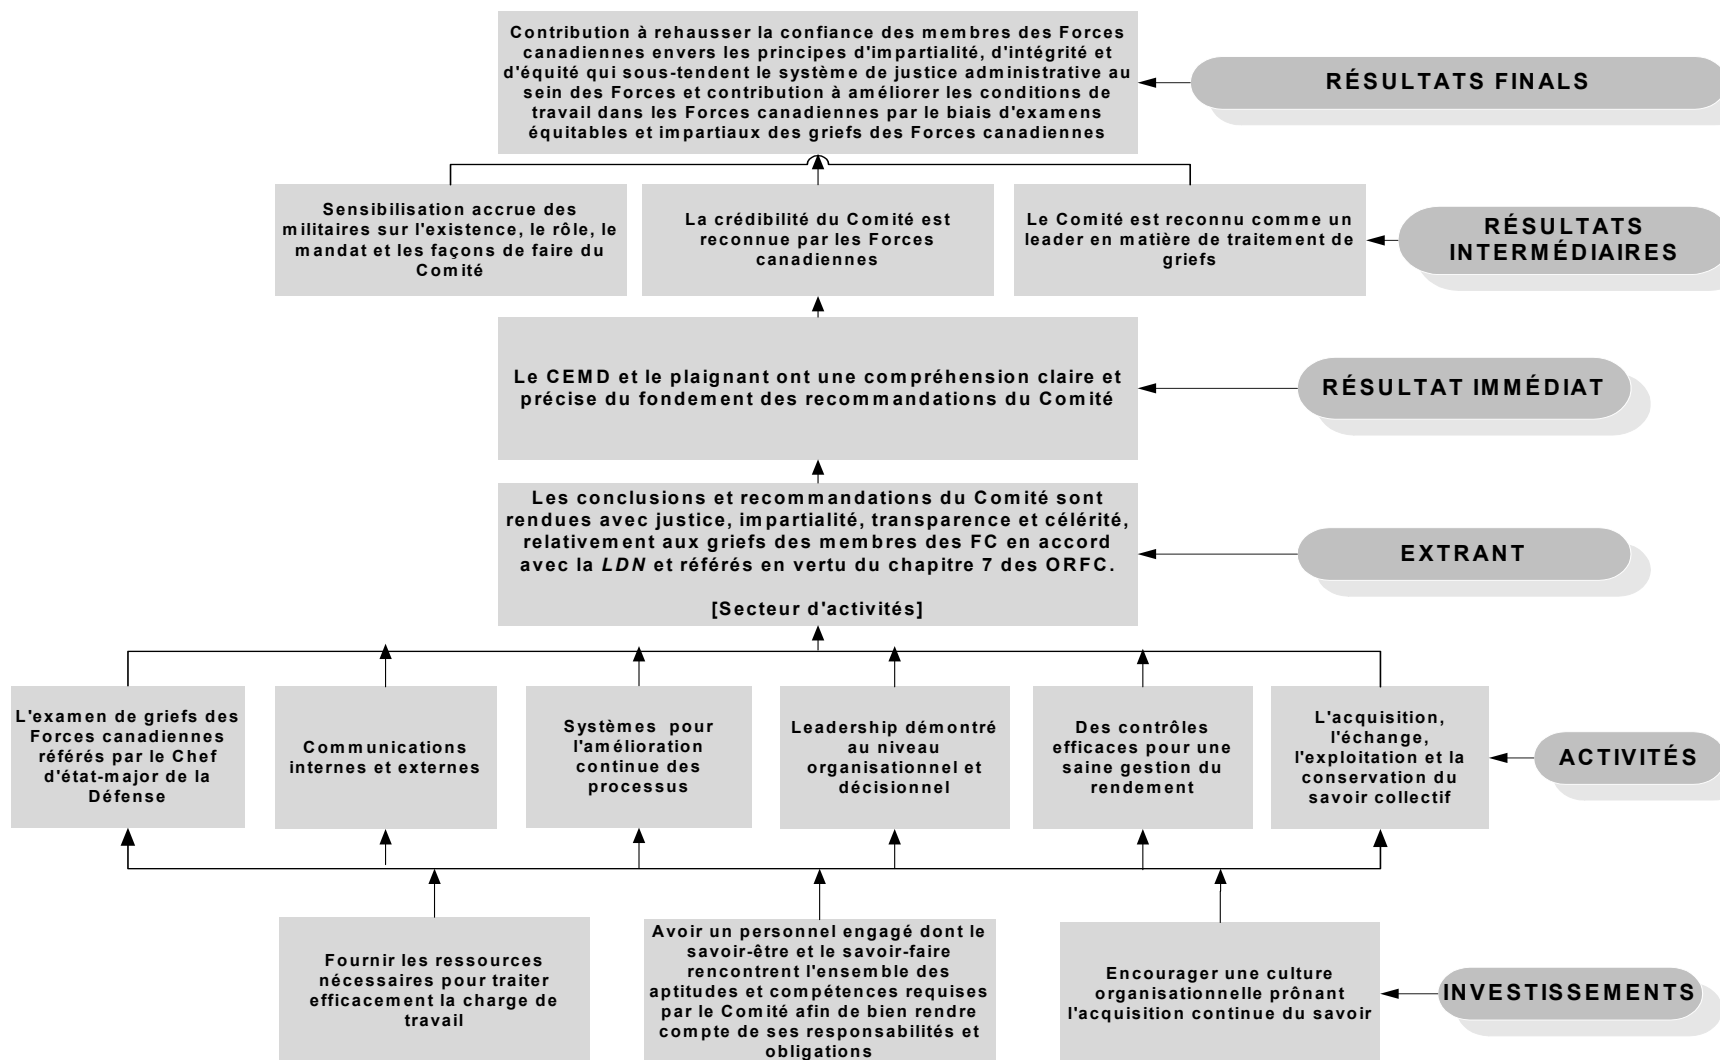 Contribution à rehausser la confiance des membres des Forces
canadiennes envers les principes d'impartialité, d'intégrité et
d'équité qui sous-tendent le système de justice administrative au
sein des Forces et contribution à améliorer les conditions de
travail dans les Forces canadiennes par le biais d'examens
équitables et impartiaux des griefs des Forces canadiennes
RÉSULTATS FINALS
Sensibilisation accrue des
militaires sur l'existence, le rôle, le
mandat et les façons de faire du
Comité
La crédibilité du Comité est
reconnue par les Forces
canadiennes
Le Comité est reconnu comme un
leader en matière de traitement de
griefs
RÉSULTATS
INTERMÉDIAIRES
Le CEMD et le plaignant ont une compréhension claire et
précise du fondement des recommandations du Comité
RÉSULTAT IMMÉDIAT
Les conclusions et recommandations du Comité sont
rendues avec justice, impartialité, transparence et célérité,
relativement aux griefs des membres des FC en accord
avec la LDN et référés en vertu du chapitre 7 des ORFC.
[Secteur d'activités]
EXTRANT
L'examen de griefs des
Forces canadiennes
référés par le Chef
d'état-major de la
Défense
Communications
internes et externes
Systèmes pour
l'amélioration
continue des
processus
Leadership démontré
au niveau
organisationnel et
décisionnel
Des contrôles
efficaces pour une
saine gestion du
rendement
L'acquisition,
l'échange,
l'exploitation et la
conservation du
savoir collectif
ACTIVITÉS
Fournir les ressources
nécessaires pour traiter
efficacement la charge de
travail
Avoir un personnel engagé dont le
savoir-être et le savoir-faire
rencontrent l'ensemble des
aptitudes et compétences requises
par le Comité afin de bien rendre
compte de ses responsabilités et
obligations
Encourager une culture
organisationnelle prônant
l'acquisition continue du savoir
INVESTISSEMENTS